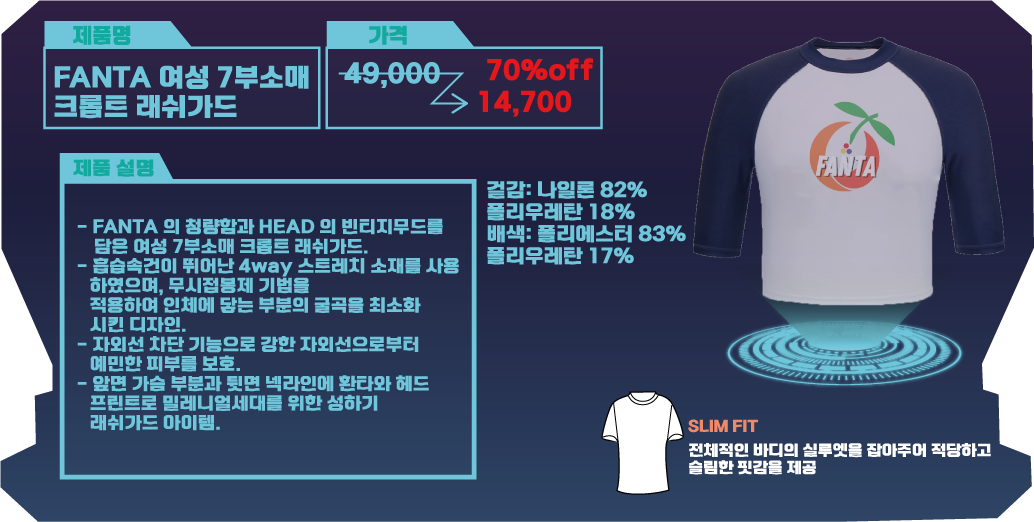 제품명
FANTA 여성 7부소매
크롭트 래쉬가드
가격
49,000
70%off
14,700
제품 설명
- FANTA 의 청량함과 HEAD 의 빈티지무드를
담은 여성 7부소매 크롭트 래쉬가드.
- 흡습속건이 뛰어난 4way 스트레치 소재를 사용
하였으며, 무시접봉제 기법을
적용하여 인체에 닿는 부분의 굴곡을 최소화
시킨 디자인.
- 자외선 차단 기능으로 강한 자외선으로부터
예민한 피부를 보호.
- 앞면 가슴 부분과 뒷면 넥라인에 환타와 헤드
프린트로 밀레니얼세대를 위한 성하기
래쉬가드 아이템.
겉감: 나일론 82%
폴리우레탄 18%
배색: 폴리에스터 83%
폴리우레탄 17%
FANTA
SLIM FIT
전체적인 바디의 실루엣을 잡아주어 적당하고
슬림한 핏감을 제공